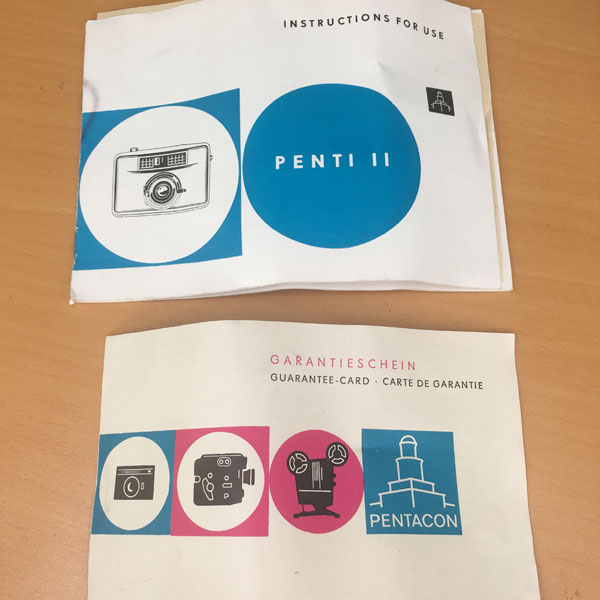 INSTRUCTIONS FOR USE
PENTI II
GARANTIESCHEIN
GUARANTEE-CARD · CARTE DE GARANTIE
PENTACON